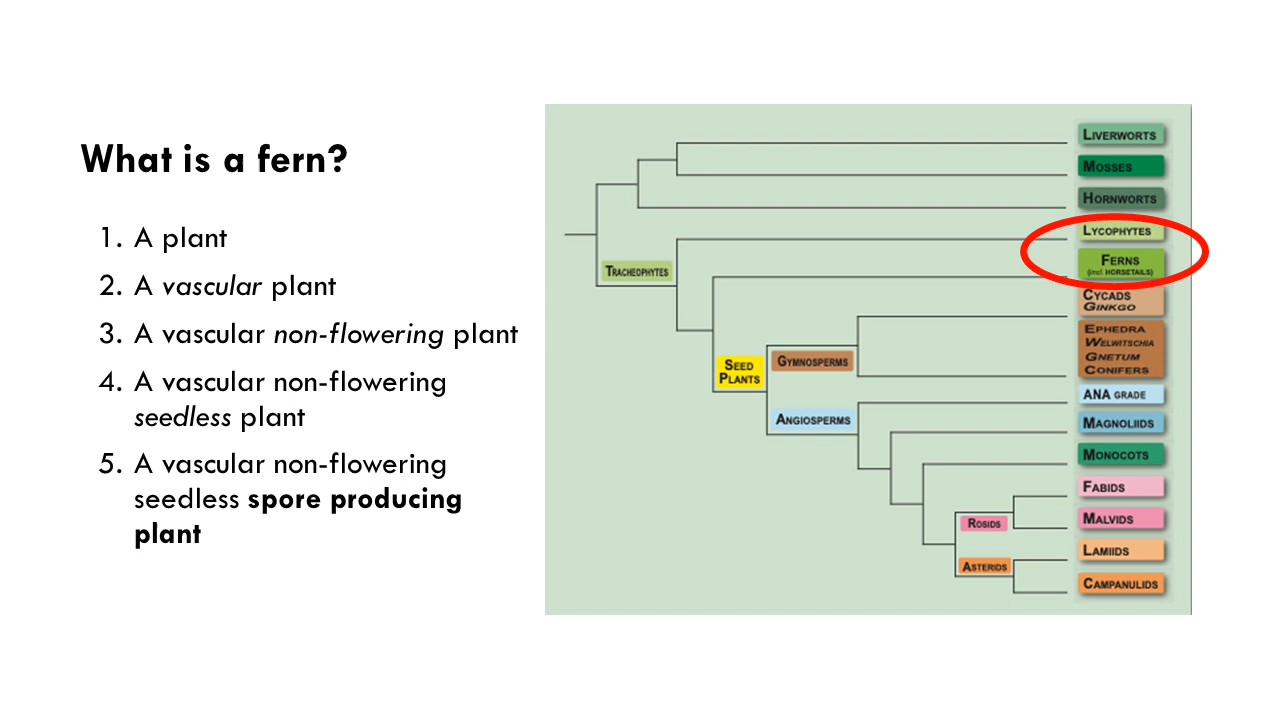 What is a fern?
1. A plant
2. A vascular plant
3. A vascular non-flowering plant
4. A vascular non-flowering
seedless plant
5. A vascular non-flowering
seedless spore producing
plant
LIVERWORTS
MOSSES
HORNWORTS
LYCOPHYTES
TRACHEOPHYTES
FERNS
(incl. HORSETAILS)
CYCADS
GINKGO
EPHEDRA
WELWITSCHIA
GNETUM
CONIFERS
GYMNOSPERMS
SEED
PLANTS
ANA GRADE
ANGIOSPERMS
MAGNOLIIDS
MONOCOTS
FABIDS
ROSIDS
MALVIDS
LAMIIDS
ASTERIDS
CAMPANULIDS